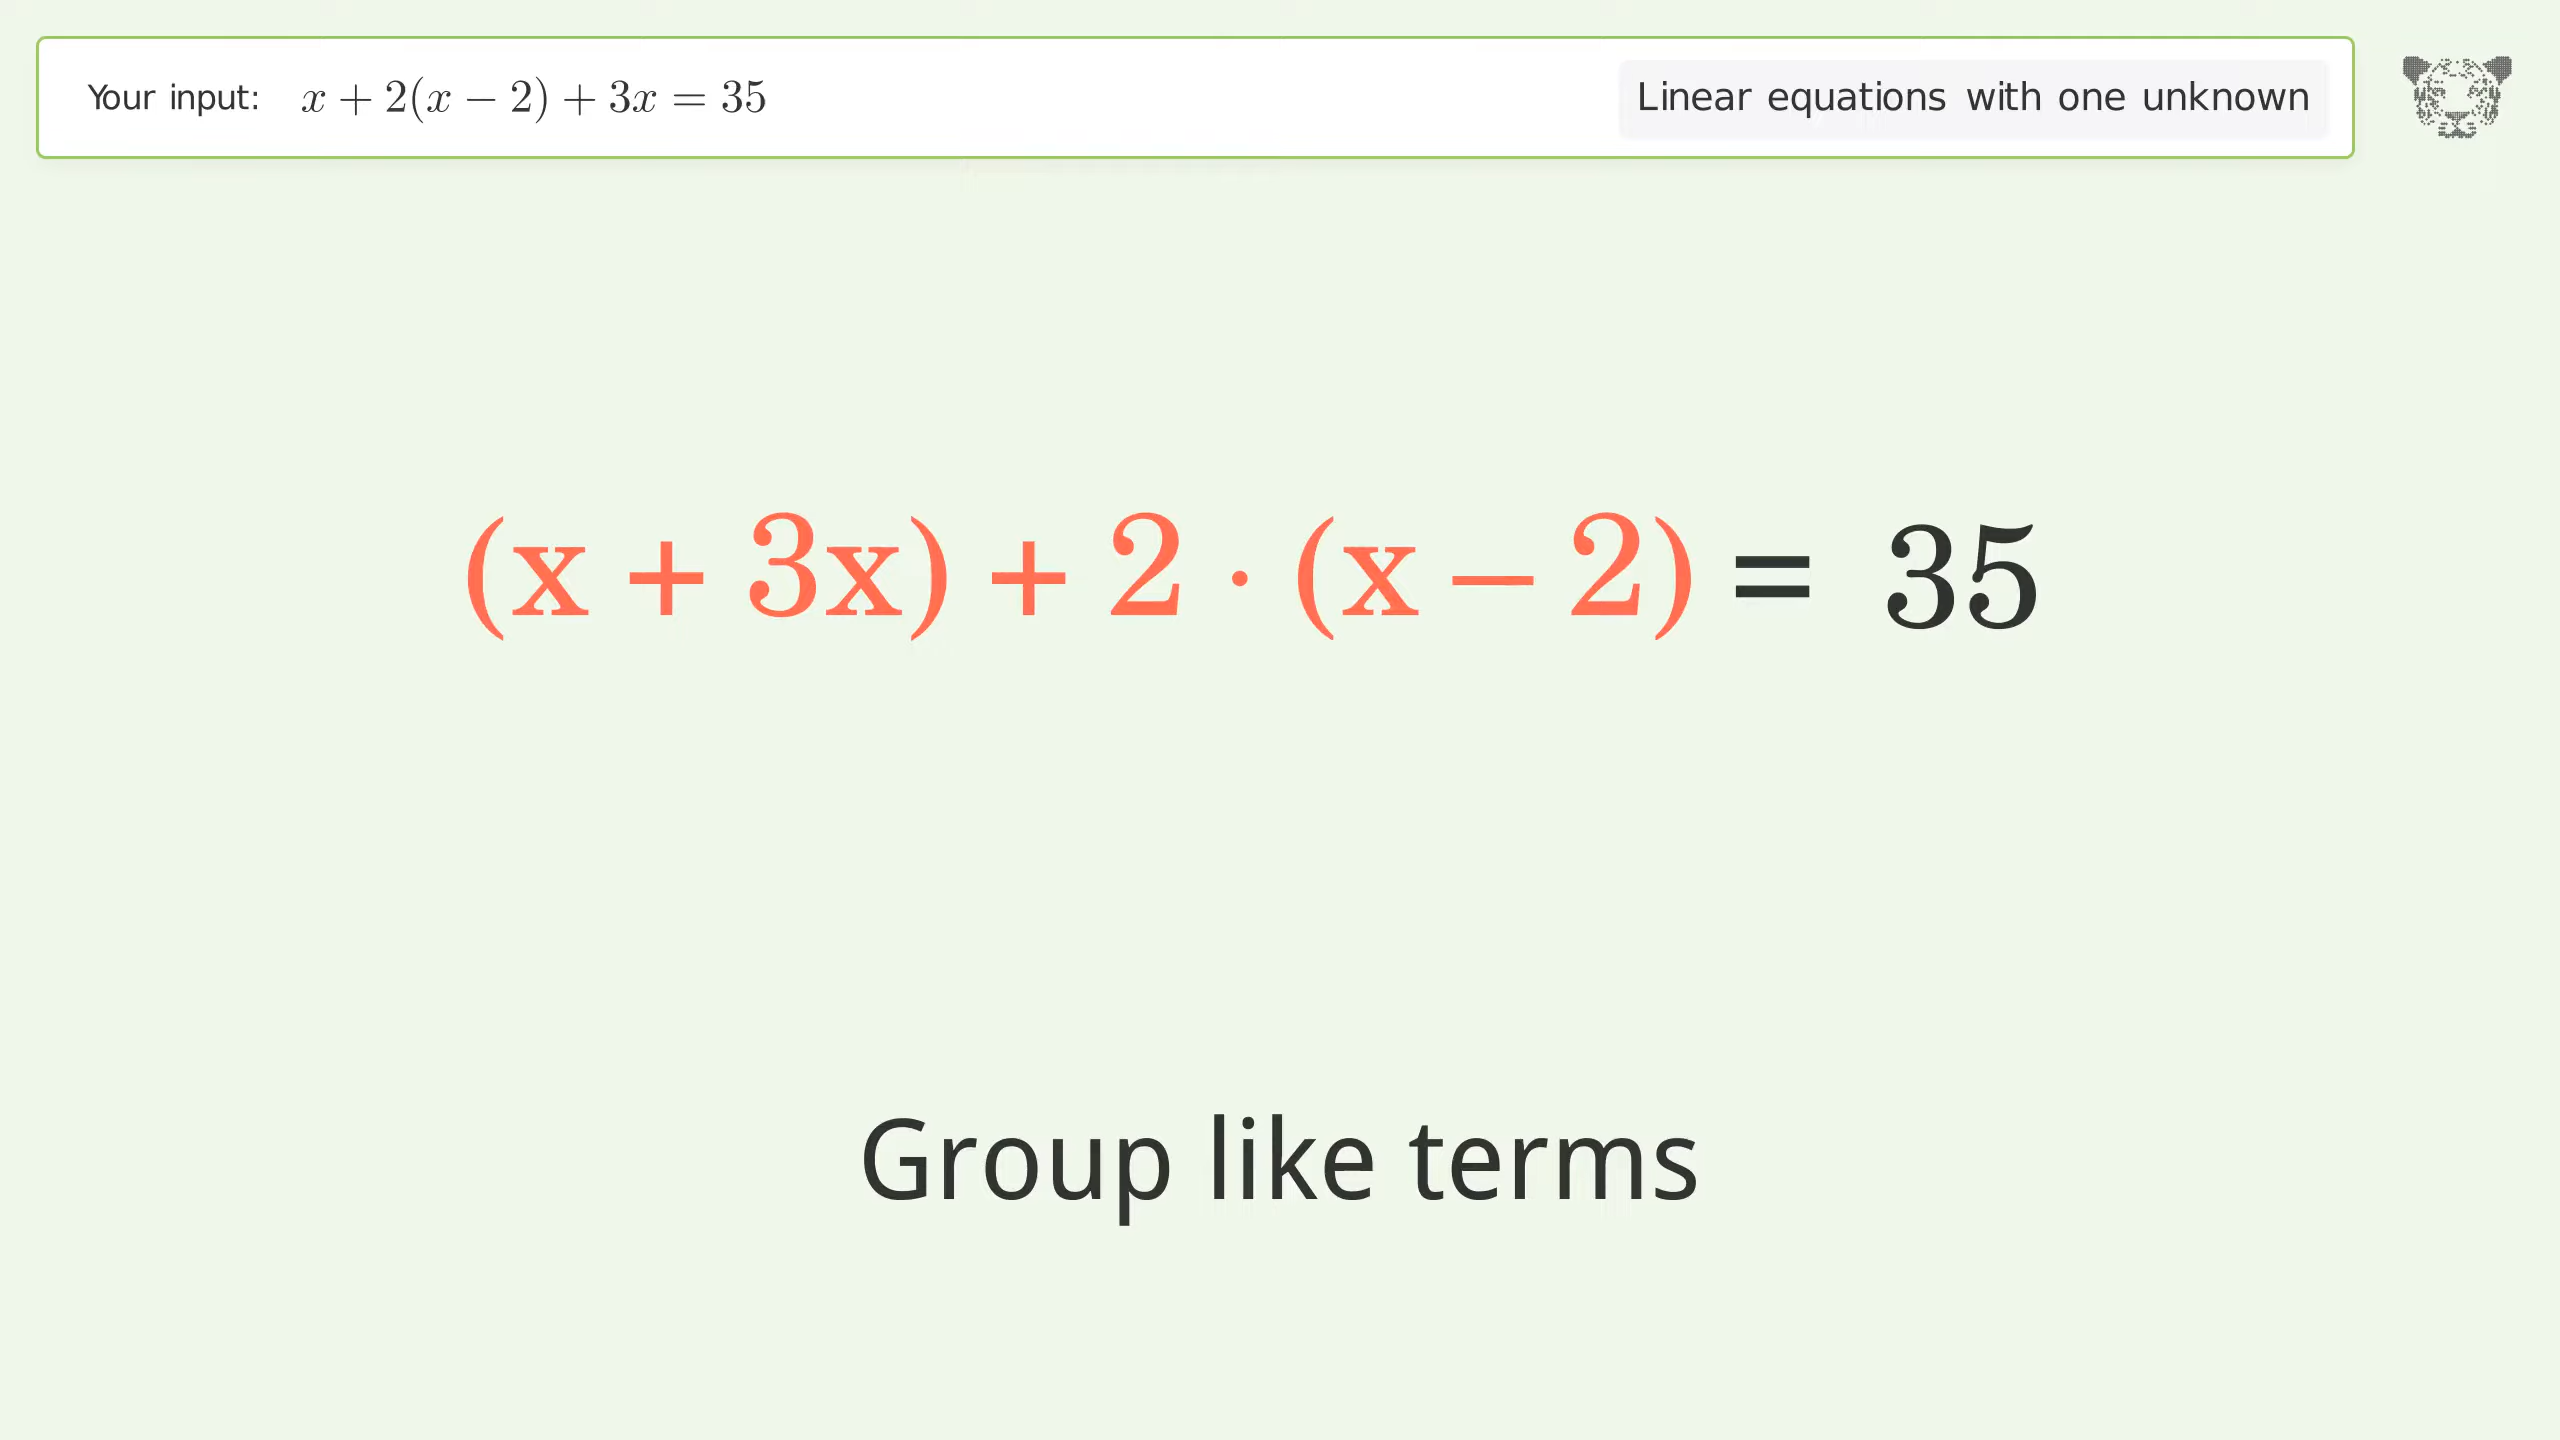 Your input: x + 2(x − 2) + 3x = 35
Linear equations with one unknown
(x + 3x) + 2 · (x − 2) = 35
Group like terms